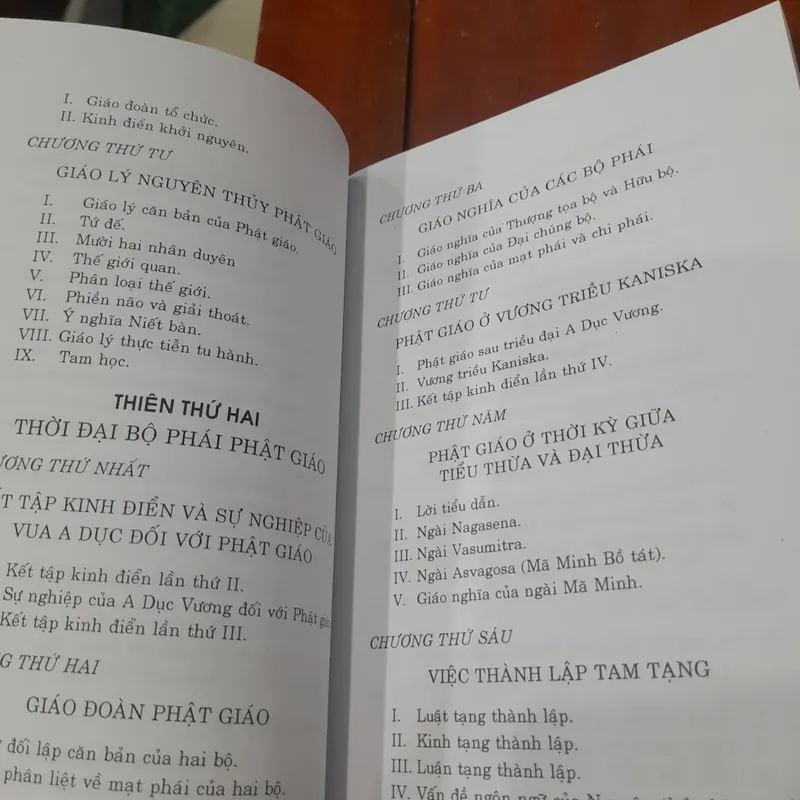 I. Giáo đoàn tổ chức.
II. Kinh điển khởi nguyên.
CHƯƠNG THỨ TƯ
GIÁO LÝ NGUYÊN THỦY PHẬT GIÁO
I. Giáo lý căn bản của Phật giáo.
II. Tứ đế.
III. Mười hai nhân duyên
IV. Thế giới quan.
V. Phân loại thế giới.
VI. Phiền não và giải thoát.
VII. Ý nghĩa Niết bàn.
VIII. Giáo lý thực tiễn tu hành.
IX. Tam học.
THIÊN THỨ HAI
THỜI ĐẠI BỘ PHÁI PHẬT GIÁO
ƯƠNG THỨ NHẤT
T TẬP KINH ĐIỂN VÀ SỰ NGHIỆP CỦA
VUA A DỤC ĐỐI VỚI PHẬT GIÁO
Kết tập kinh điển lần thứ II.
Sự nghiệp của A Dục Vương đối với Phật giáo
Kết tập kinh điển lần thứ III.
NG THỨ HAI
GIÁO ĐOÀN PHẬT GIÁO
đối lập căn bản của hai bộ.
phân liệt về mạt phái của hai bộ.
CHƯƠNG THỨ BA
GIÁO NGHĨA CỦA CÁC BỘ PHÁI
I. Giáo nghĩa của Thượng tọa bộ và Hữu bộ.
II. Giáo nghĩa của Đại chúng bộ.
III. Giáo nghĩa của mạt phái và chi phái.
CHƯƠNG THỨ TƯ
PHẬT GIÁO Ở VƯƠNG TRIỀU KANISKA
I. Phật giáo sau triều đại A Dục Vương.
II. Vương triều Kaniska.
III. Kết tập kinh điển lần thứ IV.
CHƯƠNG THỨ NĂM
PHẬT GIÁO Ở THỜI KỲ GIỮA
TIỂU THỪA VÀ ĐẠI THỪA
I. Lời tiểu dẫn.
II. Ngài Nagasena.
III. Ngài Vasumitra.
IV. Ngài Asvagosa (Mã Minh Bồ tát).
V. Giáo nghĩa của ngài Mã Minh.
CHƯƠNG THỨ SÁU
VIỆC THÀNH LẬP TAM TẠNG
I. Luật tạng thành lập.
II. Kinh tạng thành lập.
III. Luận tạng thành lập.
IV. Vấn đề ngôn ngữ của